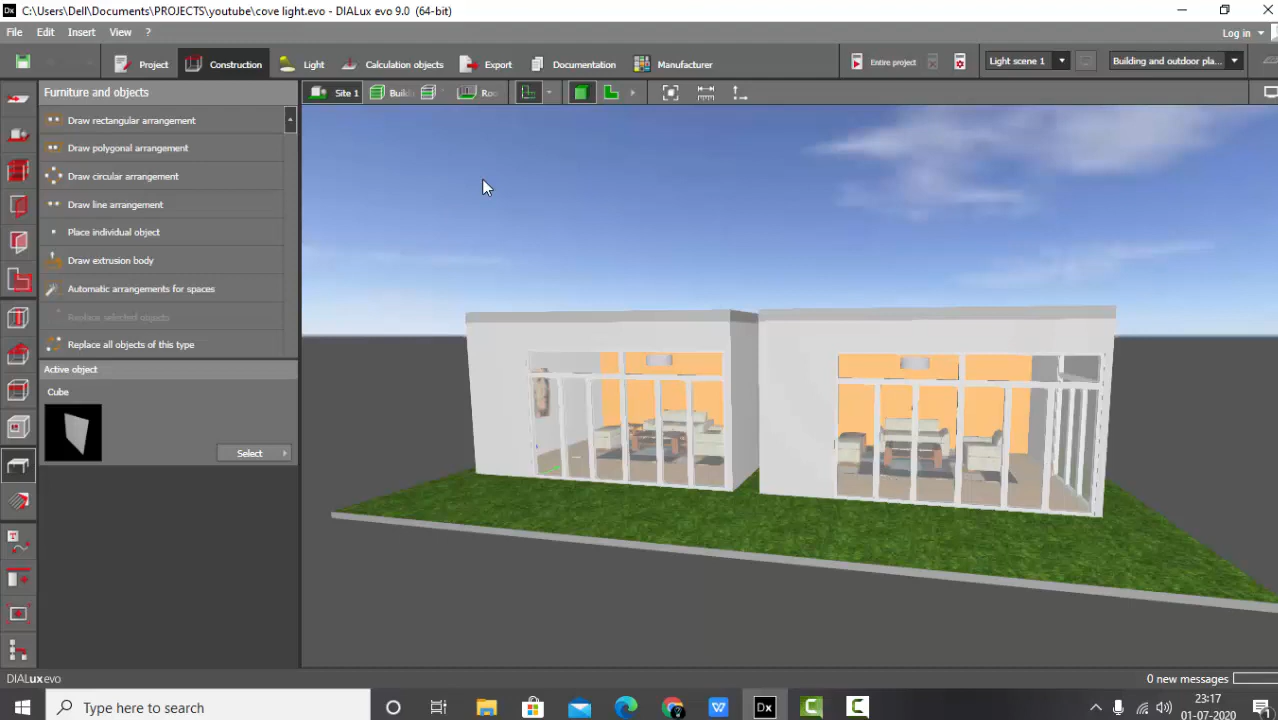 C:\Users\Dell\Documents\PROJECTS\youtube\cove light.evo - DIALux evo 9.0 (64-bit)
File Edit Insert View ?
Log in
Project Construction Light Calculation objects Export Documentation Manufacturer
Entire project
Light scene 1
Building and outdoor pla...
Furniture and objects
Site 1
Draw rectangular arrangement
Draw polygonal arrangement
Draw circular arrangement
Draw line arrangement
Place individual object
Draw extrusion body
Automatic arrangements for spaces
Replace selected objects
Replace all objects of this type
Active object
Cube
Select
DIALux evo
0 new messages
Type here to search
23:17
01-07-2020